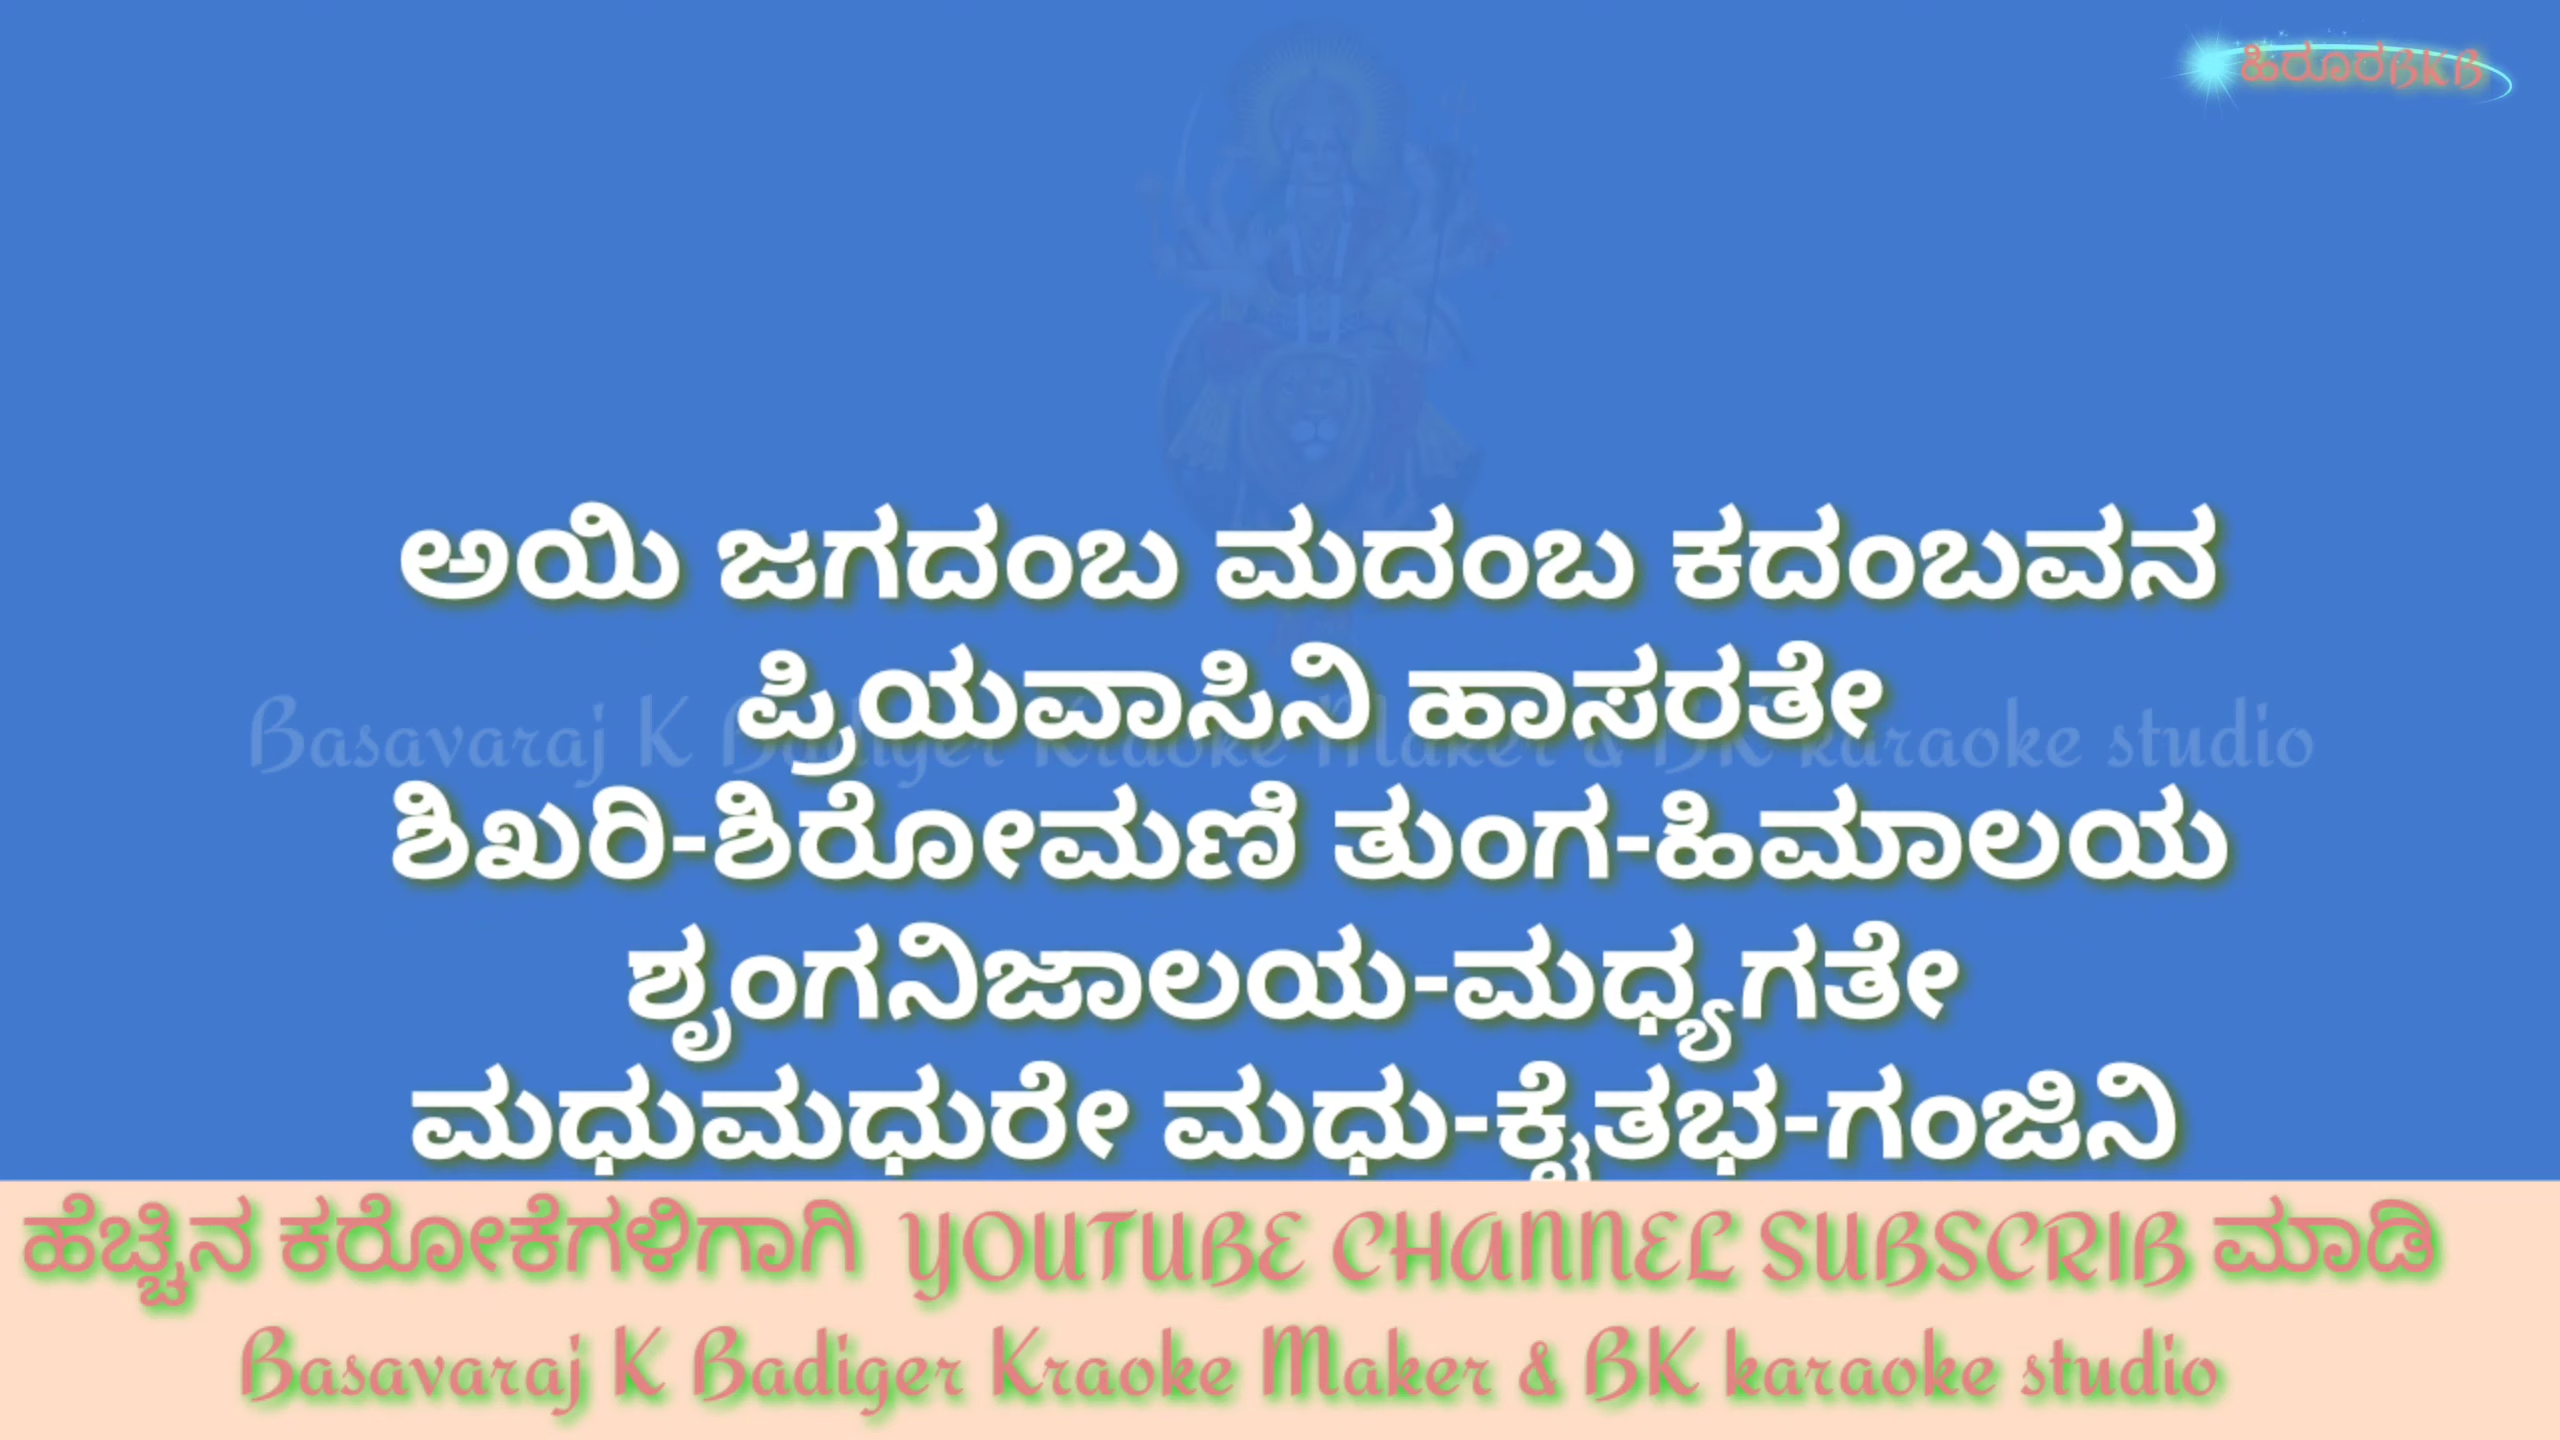 ಹಿರೂರBKB
ಅಯಿ ಜಗದಂಬ ಮದಂಬ ಕದಂಬವನ
ಪ್ರಿಯವಾಸಿನಿ ಹಾಸರತೇ
Basavaraj K Badiger Kraoke Maker & BK karaoke studio
ಶಿಖರಿ-ಶಿರೋಮಣಿ ತುಂಗ-ಹಿಮಾಲಯ
ಶೃಂಗನಿಜಾಲಯ-ಮಧ್ಯಗತೇ
ಮಧುಮಧುರೇ ಮಧು-ಕೈತಭ-ಗಂಜಿನಿ
ಹೆಚ್ಚಿನ ಕರೋಕೆಗಳಿಗಾಗಿ YOUTUBE CHANNEL SUBSCRIB ಮಾಡಿ
Basavaraj K Badiger Kraoke Maker & BK karaoke studio